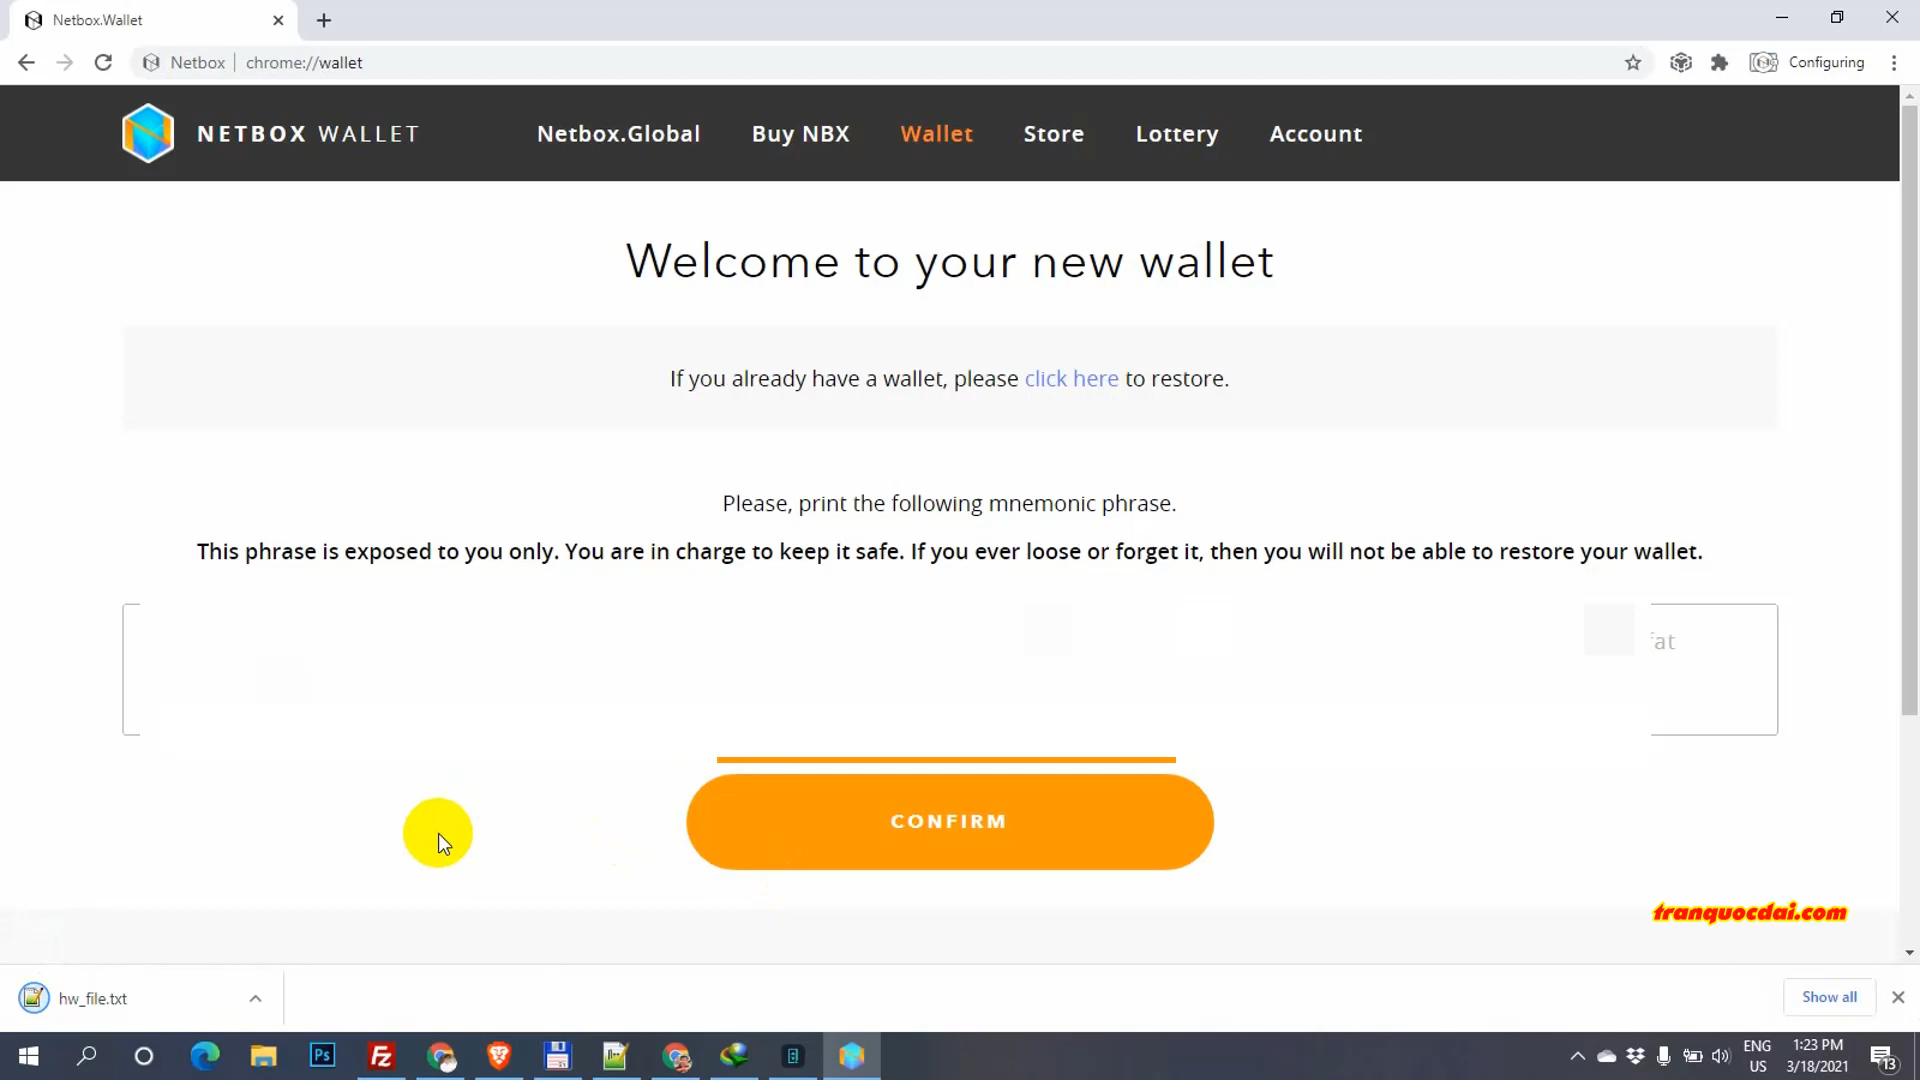 Netbox.Wallet
Netbox | chrome://wallet
Configuring
NETBOX WALLET
Netbox.Global
Buy NBX
Wallet
Store
Lottery
Account
Welcome to your new wallet
If you already have a wallet, please click here to restore.
Please, print the following mnemonic phrase.
This phrase is exposed to you only. You are in charge to keep it safe. If you ever loose or forget it, then you will not be able to restore your wallet.
fat
CONFIRM
tranquocdai.com
hw_file.txt
Show all
Ps
Fz
ENG
US
1:23 PM
3/18/2021
13